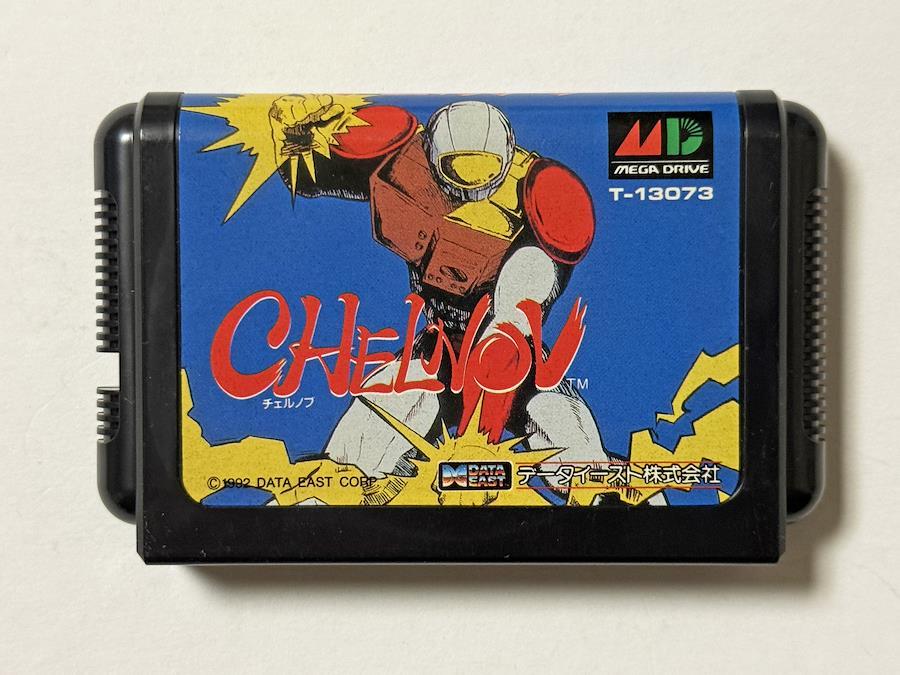 MD
MEGA DRIVE
T-13073
CHELNOV TM
チェルノブ
©1992 DATA EAST CORP.
DATA EAST
データイースト株式会社